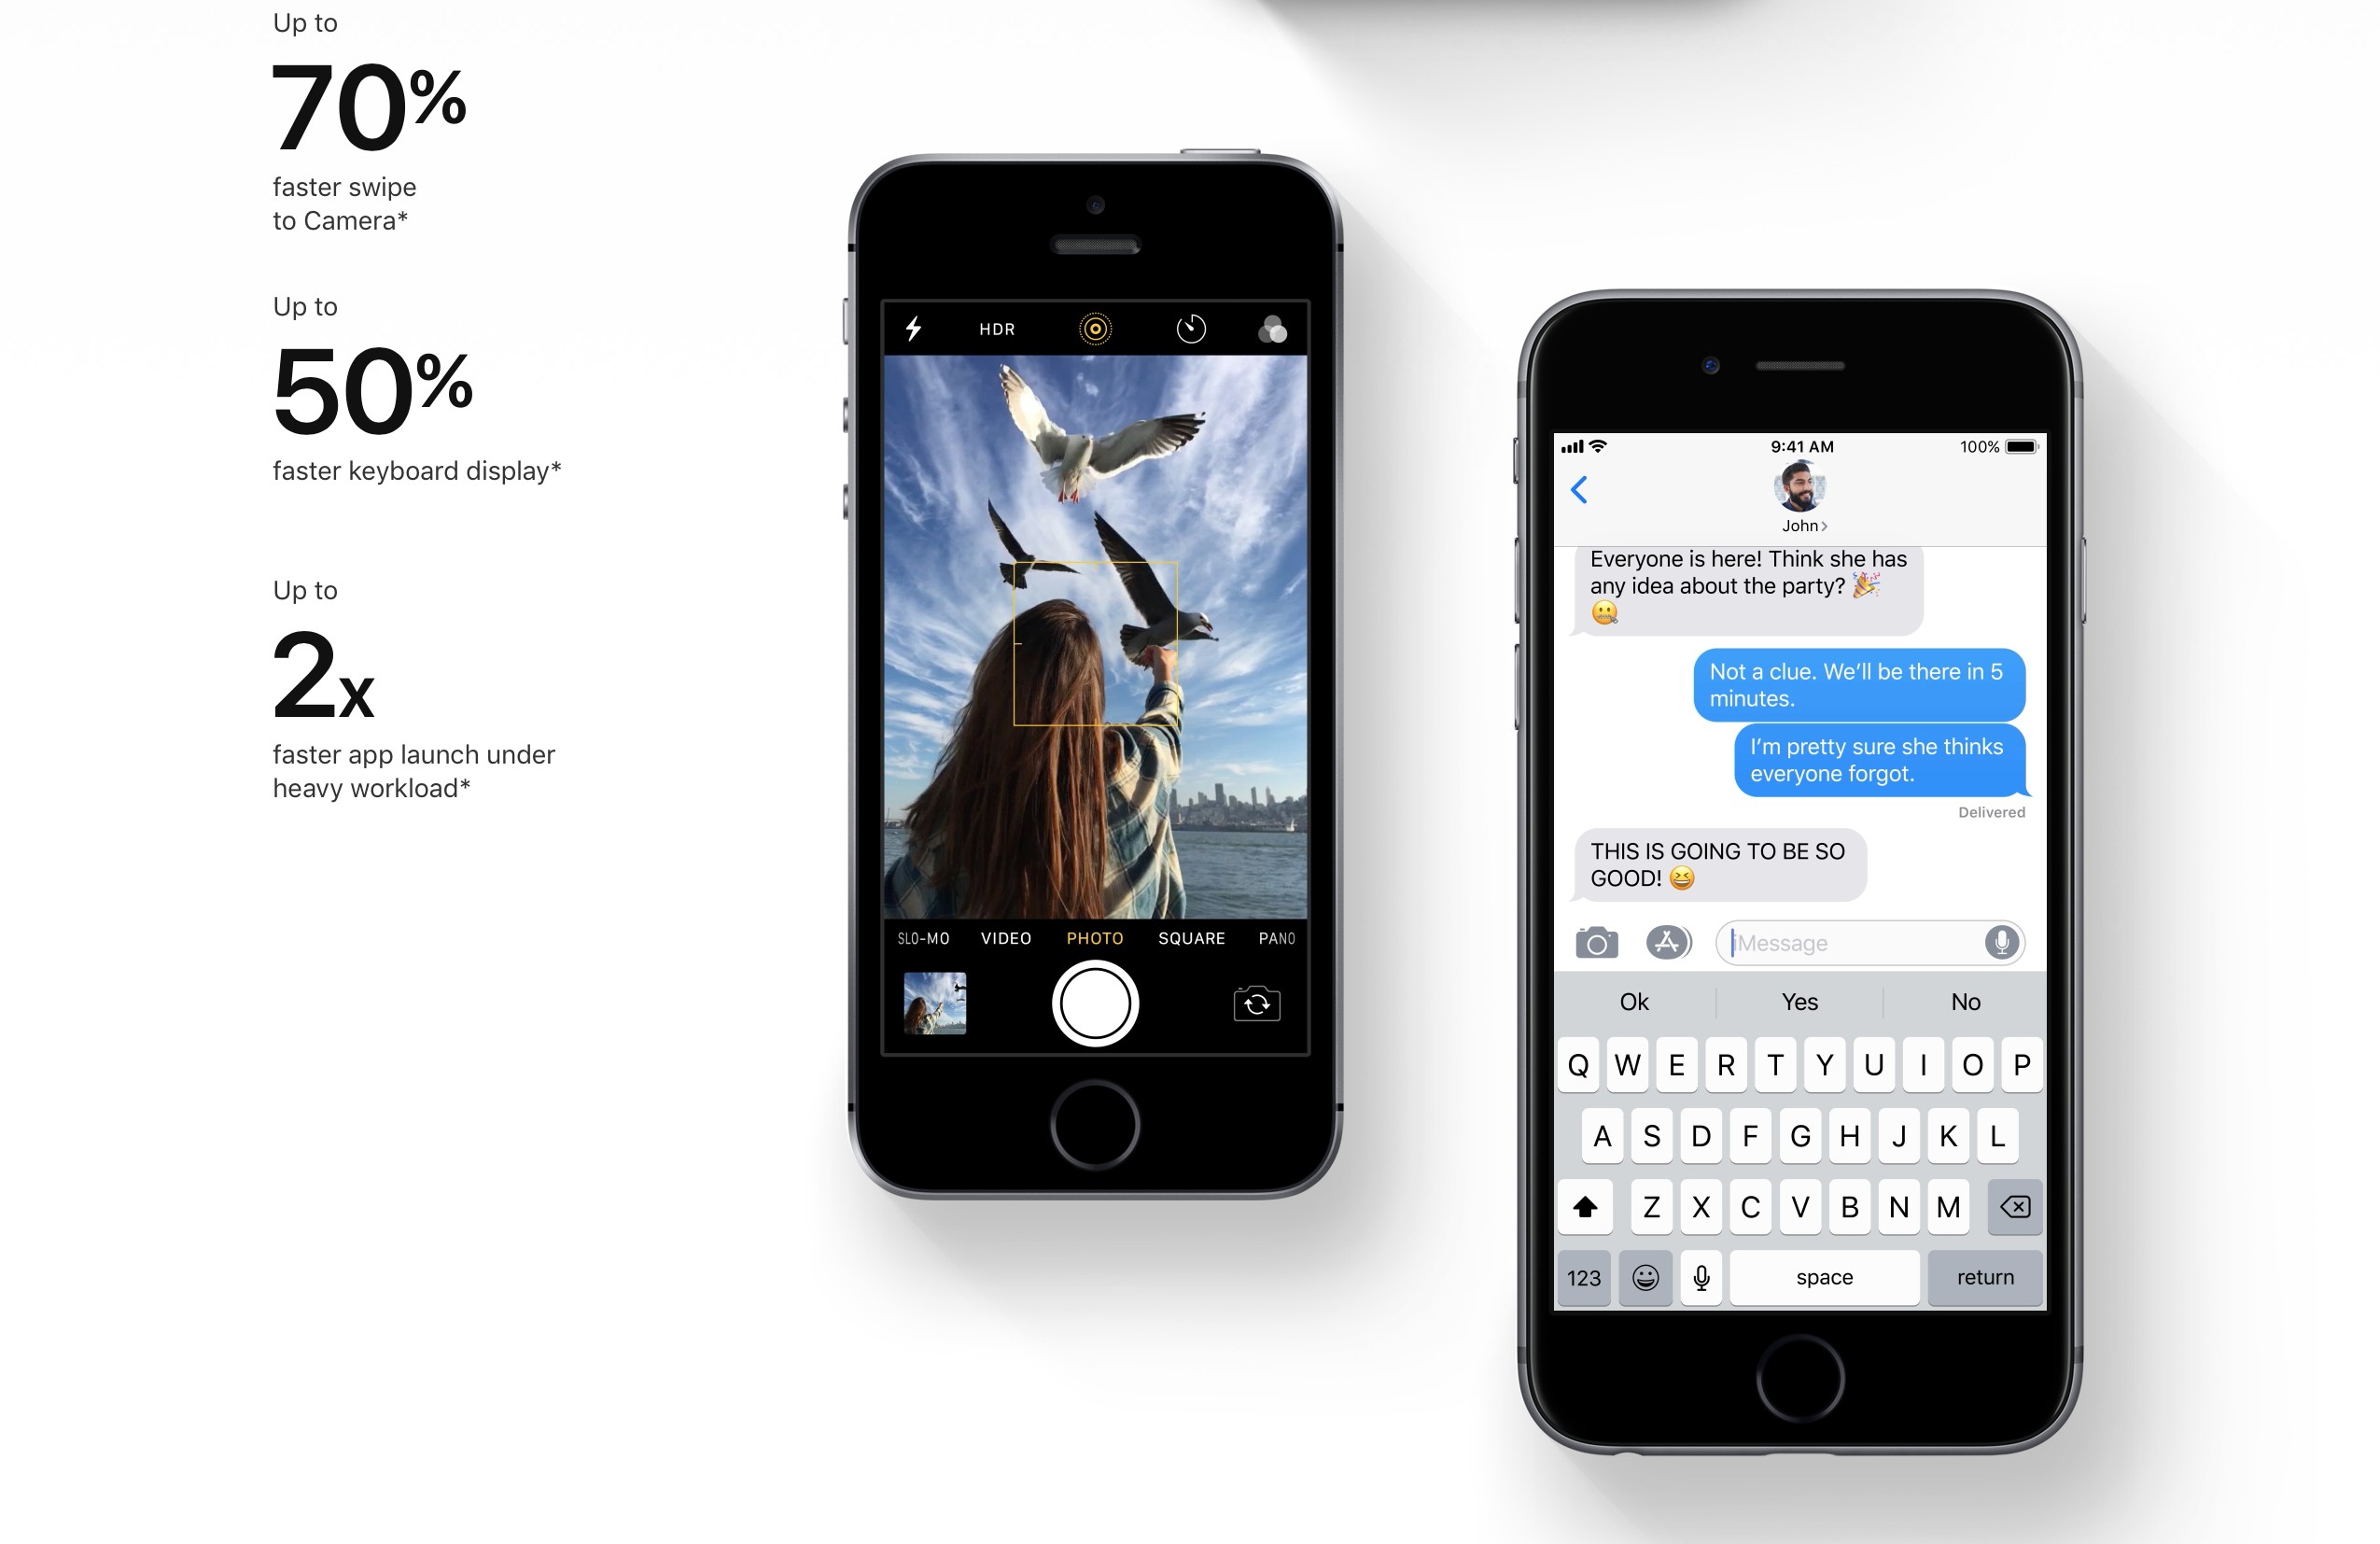 Up to
70%
faster swipe
to Camera*
Up to
50%
faster keyboard display*
Up to
2x
faster app launch under
heavy workload*
HDR
SLO-MO VIDEO PHOTO SQUARE PANO
9:41 AM 100%
John
Everyone is here! Think she has
any idea about the party? 🎉
🤐
Not a clue. We’ll be there in 5
minutes.
I’m pretty sure she thinks
everyone forgot.
Delivered
THIS IS GOING TO BE SO
GOOD! 😆
iMessage
Ok Yes No
Q W E R T Y U I O P
A S D F G H J K L
Z X C V B N M
123 space return